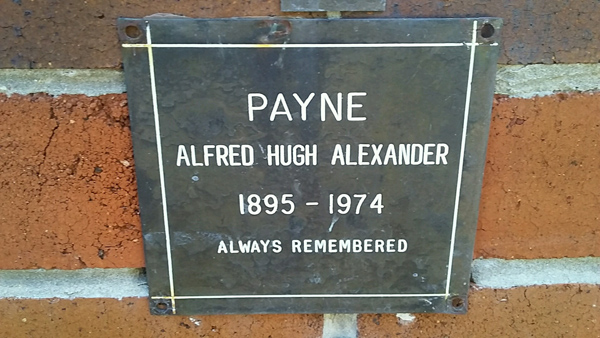 PAYNE
ALFRED HUGH ALEXANDER
1895 - 1974
ALWAYS REMEMBERED